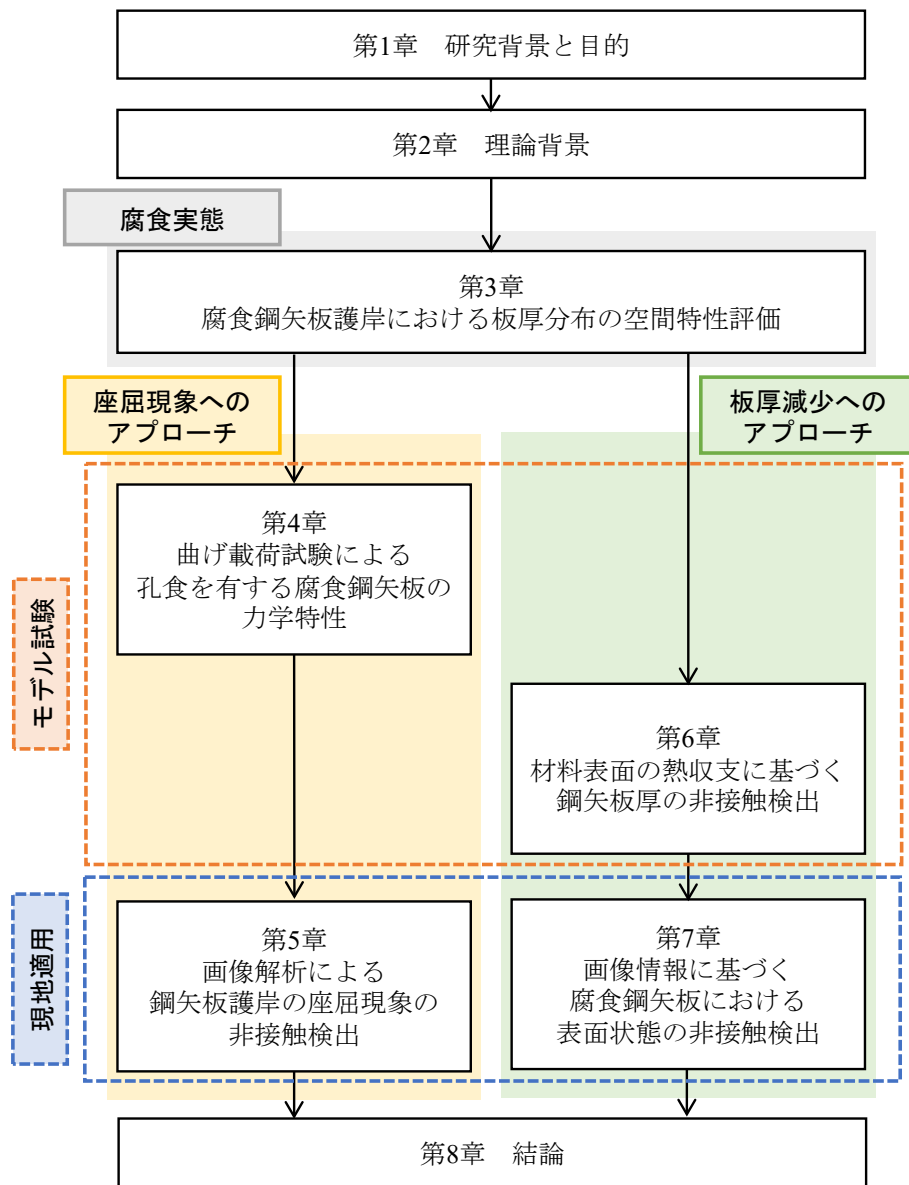 第1章　研究背景と目的
第2章　理論背景
腐食実態
第3章
腐食鋼矢板護岸における板厚分布の空間特性評価
座屈現象への
アプローチ
板厚減少への
アプローチ
モデル試験
第4章
曲げ載荷試験による
孔食を有する腐食鋼矢板の
力学特性
第6章
材料表面の熱収支に基づく
鋼矢板厚の非接触検出
現地適用
第5章
画像解析による
鋼矢板護岸の座屈現象の
非接触検出
第7章
画像情報に基づく
腐食鋼矢板における
表面状態の非接触検出
第8章　結論